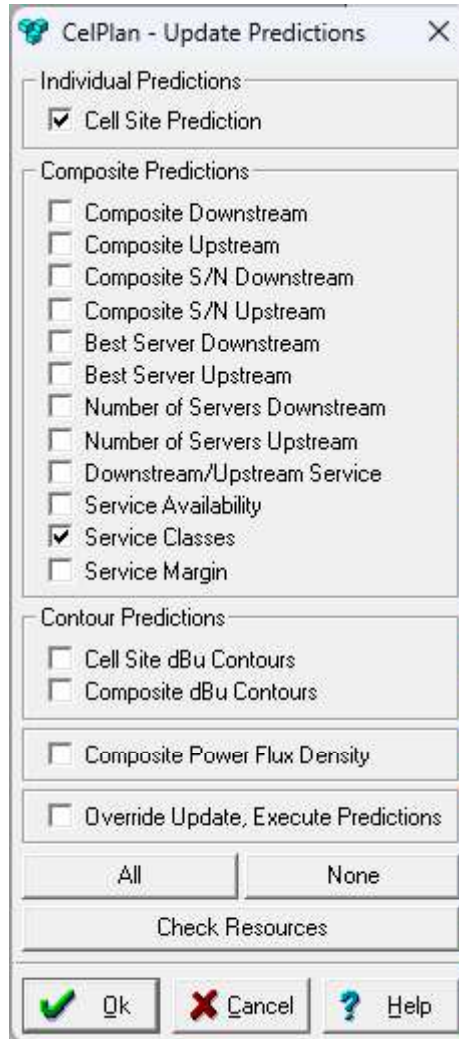 CelPlan - Update Predictions
Individual Predictions
Cell Site Prediction
Composite Predictions
Composite Downstream
Composite Upstream
Composite S/N Downstream
Composite S/N Upstream
Best Server Downstream
Best Server Upstream
Number of Servers Downstream
Number of Servers Upstream
Downstream/Upstream Service
Service Availability
Service Classes
Service Margin
Contour Predictions
Cell Site dBu Contours
Composite dBu Contours
Composite Power Flux Density
Override Update, Execute Predictions
All None
Check Resources
Ok Cancel Help